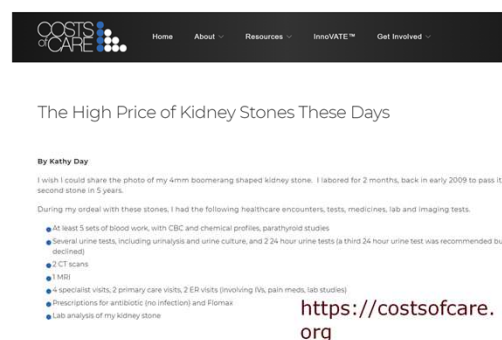 COSTS of CARE
Home About Resources InnoVATE™ Get Involved
The High Price of Kidney Stones These Days
By Kathy Day
I wish I could share the photo of my 4mm boomerang shaped kidney stone. I labored for 2 months, back in early 2009 to pass it
second stone in 5 years.
During my ordeal with these stones, I had the following healthcare encounters, tests, medicines, lab and imaging tests.
At least 5 sets of blood work, with CBC and chemical profiles, parathyroid studies
Several urine tests, including urinalysis and urine culture, and 2 24 hour urine tests (a third 24 hour urine test was recommended bu
declined)
2 CT scans
1 MRI
4 specialist visits, 2 primary care visits, 2 ER visits (involving IVs, pain meds, lab studies)
Prescriptions for antibiotic (no infection) and Flomax
Lab analysis of my kidney stone
https://costsofcare.
org